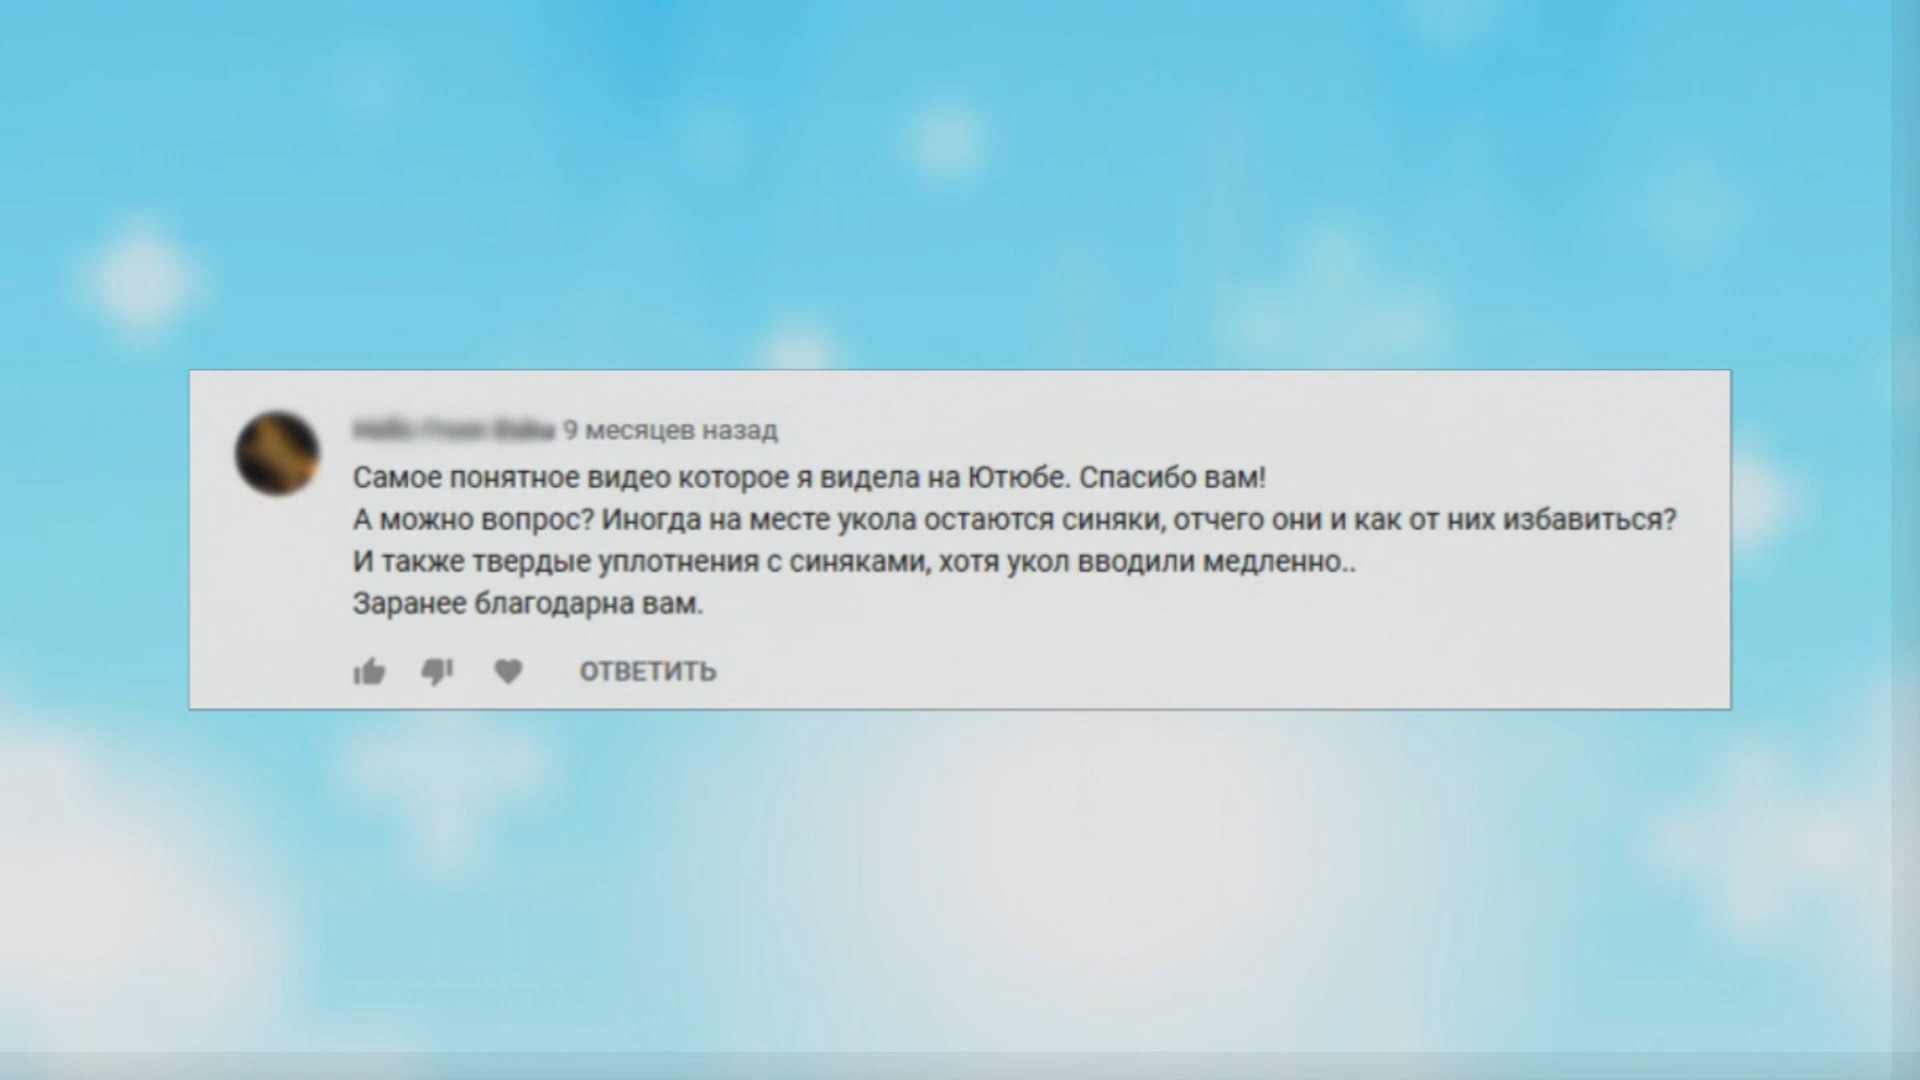 9 месяцев назад
Самое понятное видео которое я видела на Ютюбе. Спасибо вам!
А можно вопрос? Иногда на месте укола остаются синяки, отчего они и как от них избавиться?
И также твердые уплотнения с синяками, хотя укол вводили медленно..
Заранее благодарна вам.
ОТВЕТИТЬ